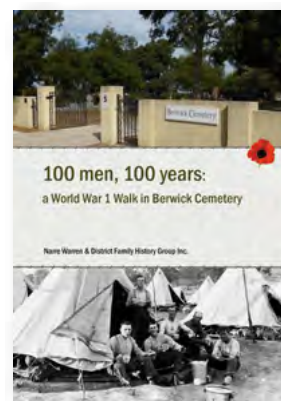 Berwick Cemetery
100 men, 100 years:
a World War 1 Walk in Berwick Cemetery
Narre Warren & District Family History Group Inc.